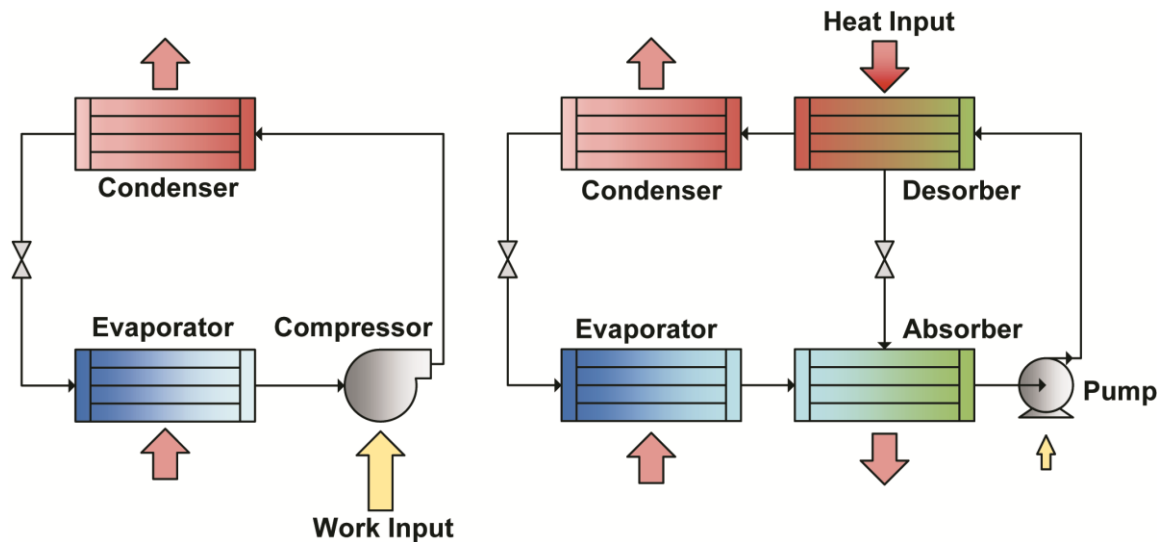 Heat Input
Condenser
Condenser
Desorber
Evaporator
Compressor
Evaporator
Absorber
Pump
Work Input